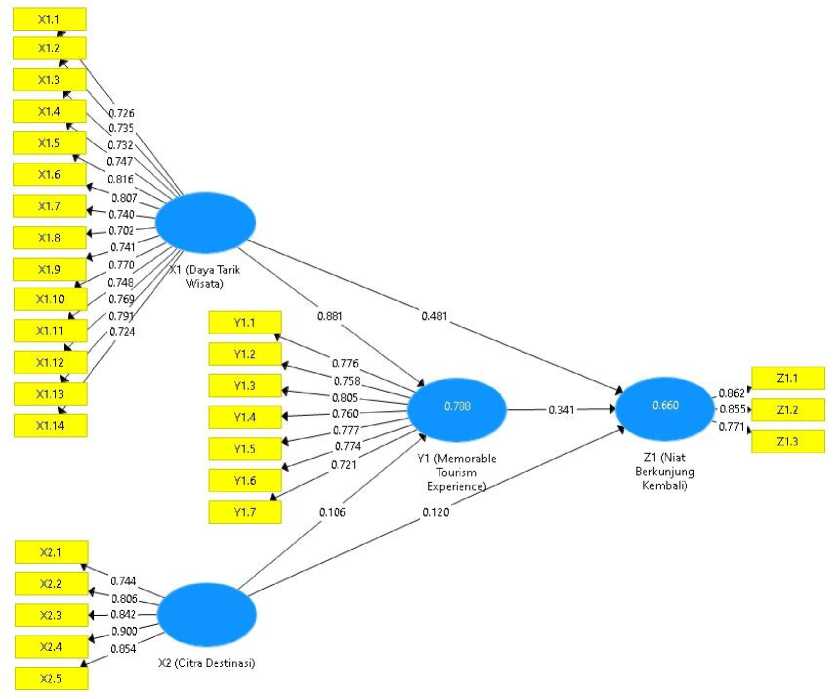 X1.1
X1.2
X1.3
X1.4
X1.5
X1.6
X1.7
X1.8
X1.9
X1.10
X1.11
X1.12
X1.13
X1.14
0.726
0.735
0.732
0.747
0.816
0.807
0.740
0.702
0.741
0.770
0.748
0.769
0.791
0.724
X1 (Daya Tarik
Wisata)
0.881
0.481
Y1.1
Y1.2
Y1.3
Y1.4
Y1.5
Y1.6
Y1.7
0.776
0.758
0.805
0.760
0.777
0.774
0.721
0.788
Y1 (Memorable
Tourism
Experience)
0.341
0.660
Z1 (Niat
Berkunjung
Kembali)
0.862
0.855
0.771
Z1.1
Z1.2
Z1.3
0.106
0.120
X2.1
X2.2
X2.3
X2.4
X2.5
0.744
0.806
0.842
0.900
0.854
X2 (Citra Destinasi)